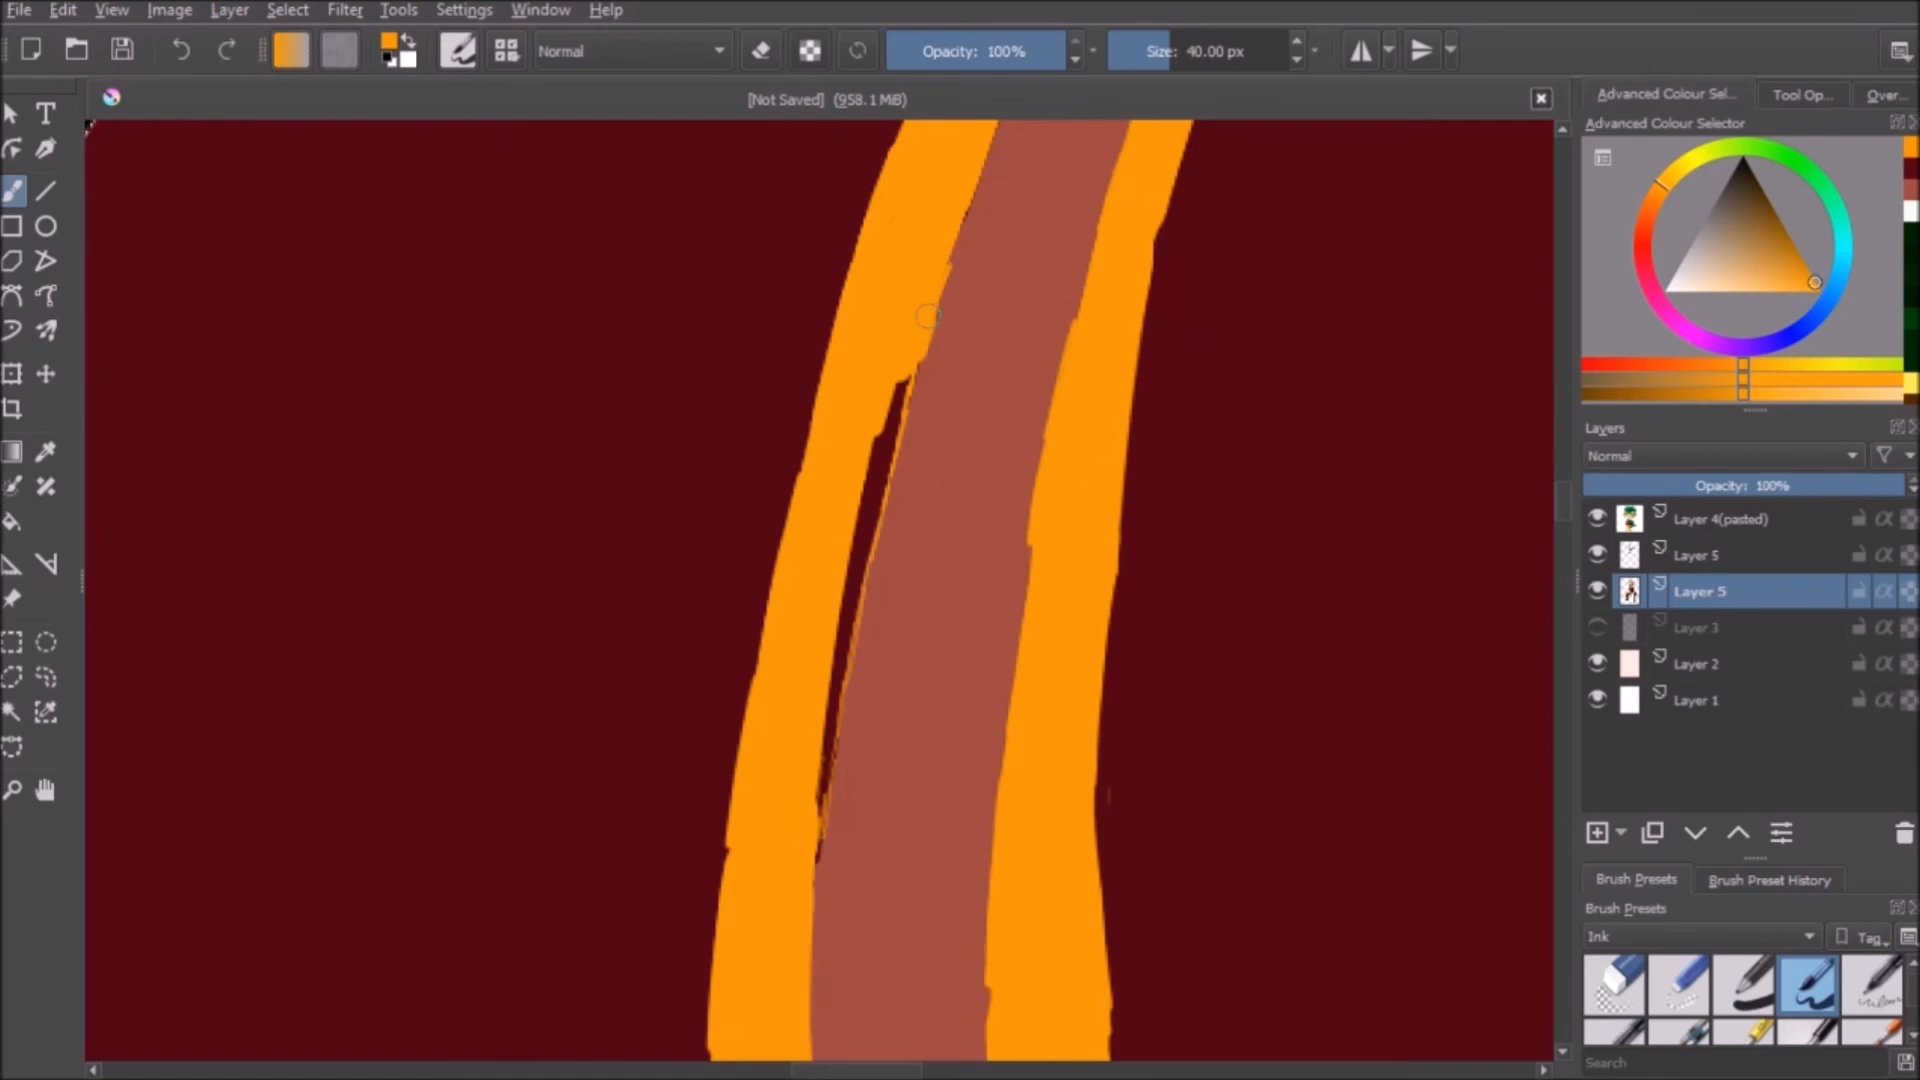 File Edit View Image Layer Select Filter Tools Settings Window Help
Normal Opacity: 100% Size: 40.00 px
[Not Saved] (958.1 MiB)
Advanced Colour Sel... Tool Op... Over...
Advanced Colour Selector
Layers
Normal
Opacity: 100%
Layer 4(pasted)
Layer 5
Layer 5
Layer 3
Layer 2
Layer 1
Brush Presets Brush Preset History
Brush Presets
Ink Tag
Search